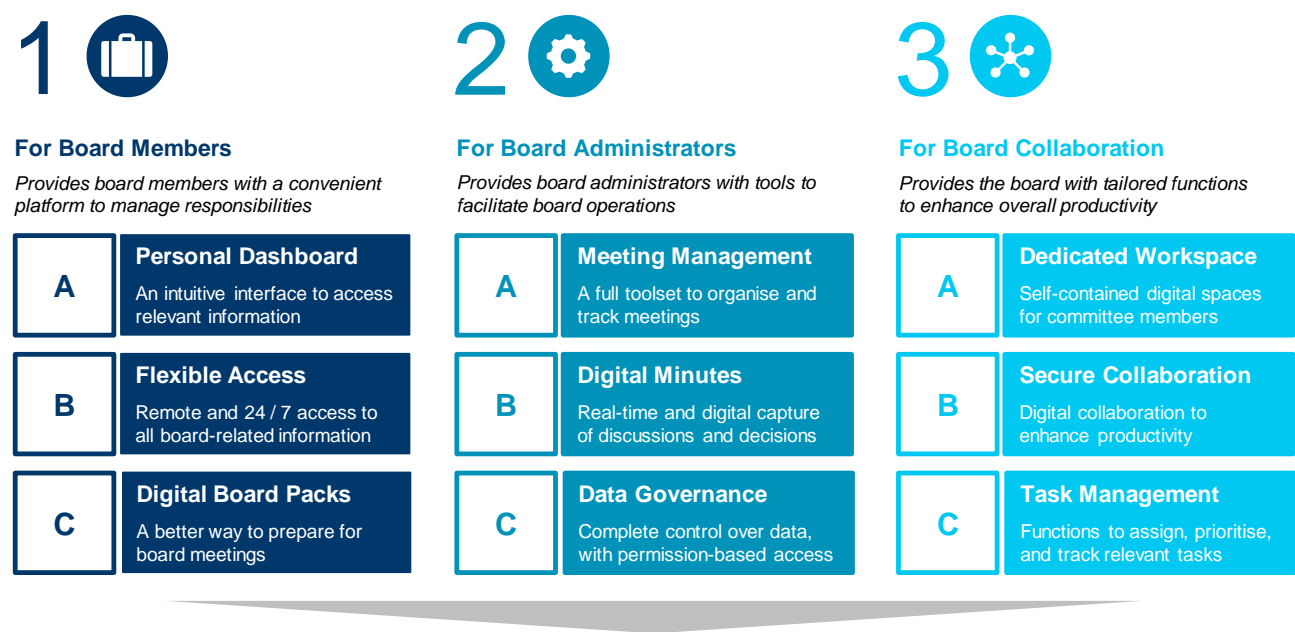 1
For Board Members
Provides board members with a convenient
platform to manage responsibilities
A
Personal Dashboard
An intuitive interface to access
relevant information
B
Flexible Access
Remote and 24 / 7 access to
all board-related information
C
Digital Board Packs
A better way to prepare for
board meetings
2
For Board Administrators
Provides board administrators with tools to
facilitate board operations
A
Meeting Management
A full toolset to organise and
track meetings
B
Digital Minutes
Real-time and digital capture
of discussions and decisions
C
Data Governance
Complete control over data,
with permission-based access
3
For Board Collaboration
Provides the board with tailored functions
to enhance overall productivity
A
Dedicated Workspace
Self-contained digital spaces
for committee members
B
Secure Collaboration
Digital collaboration to
enhance productivity
C
Task Management
Functions to assign, prioritise,
and track relevant tasks